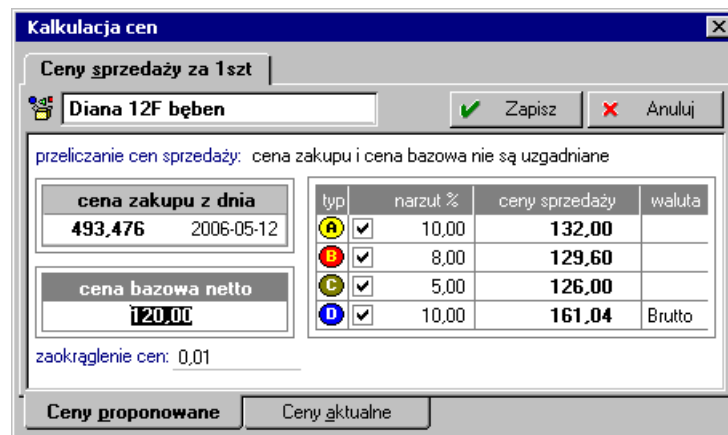 Kalkulacja cen
Ceny sprzedaży za 1szt
Diana 12F bęben
Zapisz
Anuluj
przeliczanie cen sprzedaży: cena zakupu i cena bazowa nie są uzgadniane
cena zakupu z dnia
493,476 2006-05-12
cena bazowa netto
120,00
zaokrąglenie cen: 0,01
typ narzut % ceny sprzedaży waluta
A 10,00 132,00
B 8,00 129,60
C 5,00 126,00
D 10,00 161,04 Brutto
Ceny proponowane
Ceny aktualne